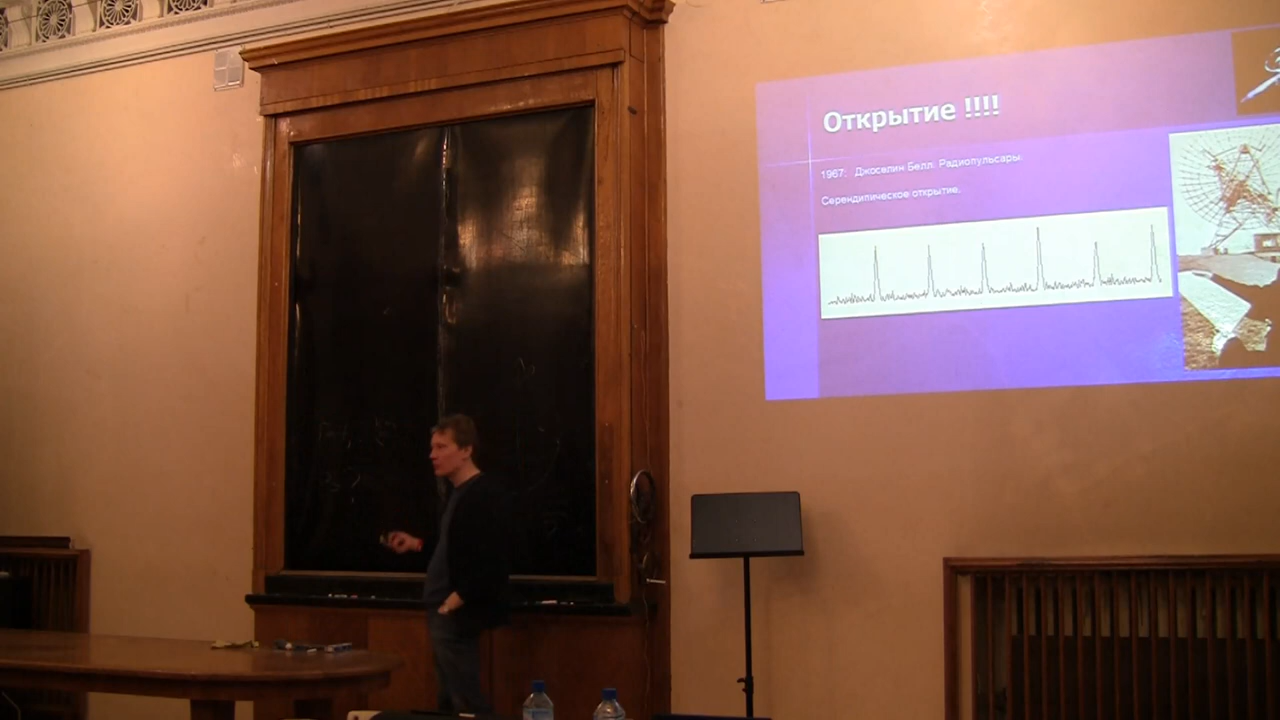 Открытие !!!!
1967: Джоселин Белл. Радиопульсары.
Серендипическое открытие.